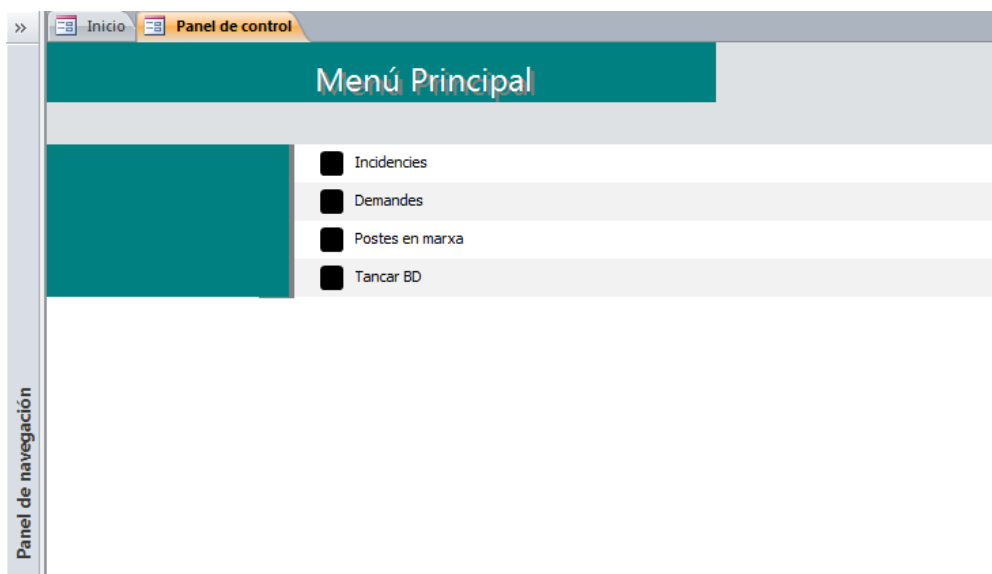 »
Inicio
Panel de control
Menú Principal
Incidencies
Demandes
Postes en marxa
Tancar BD
Panel de navegación